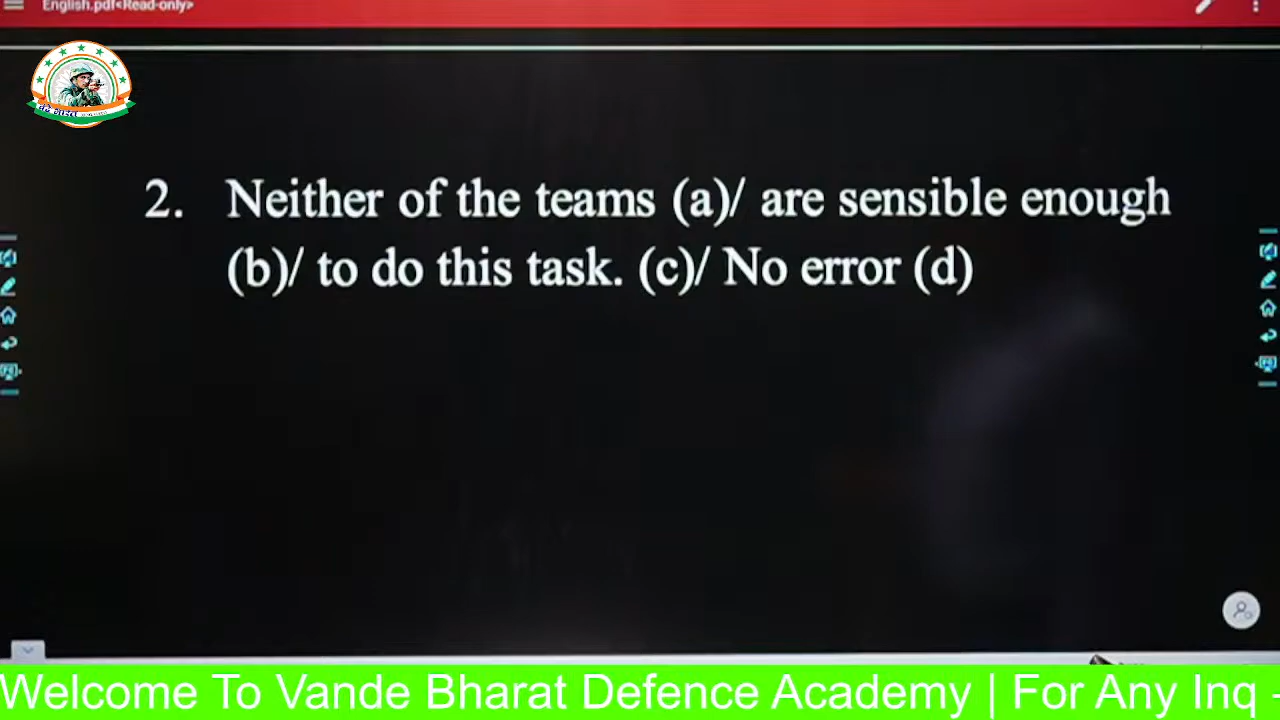 English.pdf<Read-only>
वंदे भारत
2. Neither of the teams (a)/ are sensible enough
(b)/ to do this task. (c)/ No error (d)
Welcome To Vande Bharat Defence Academy | For Any Inq -